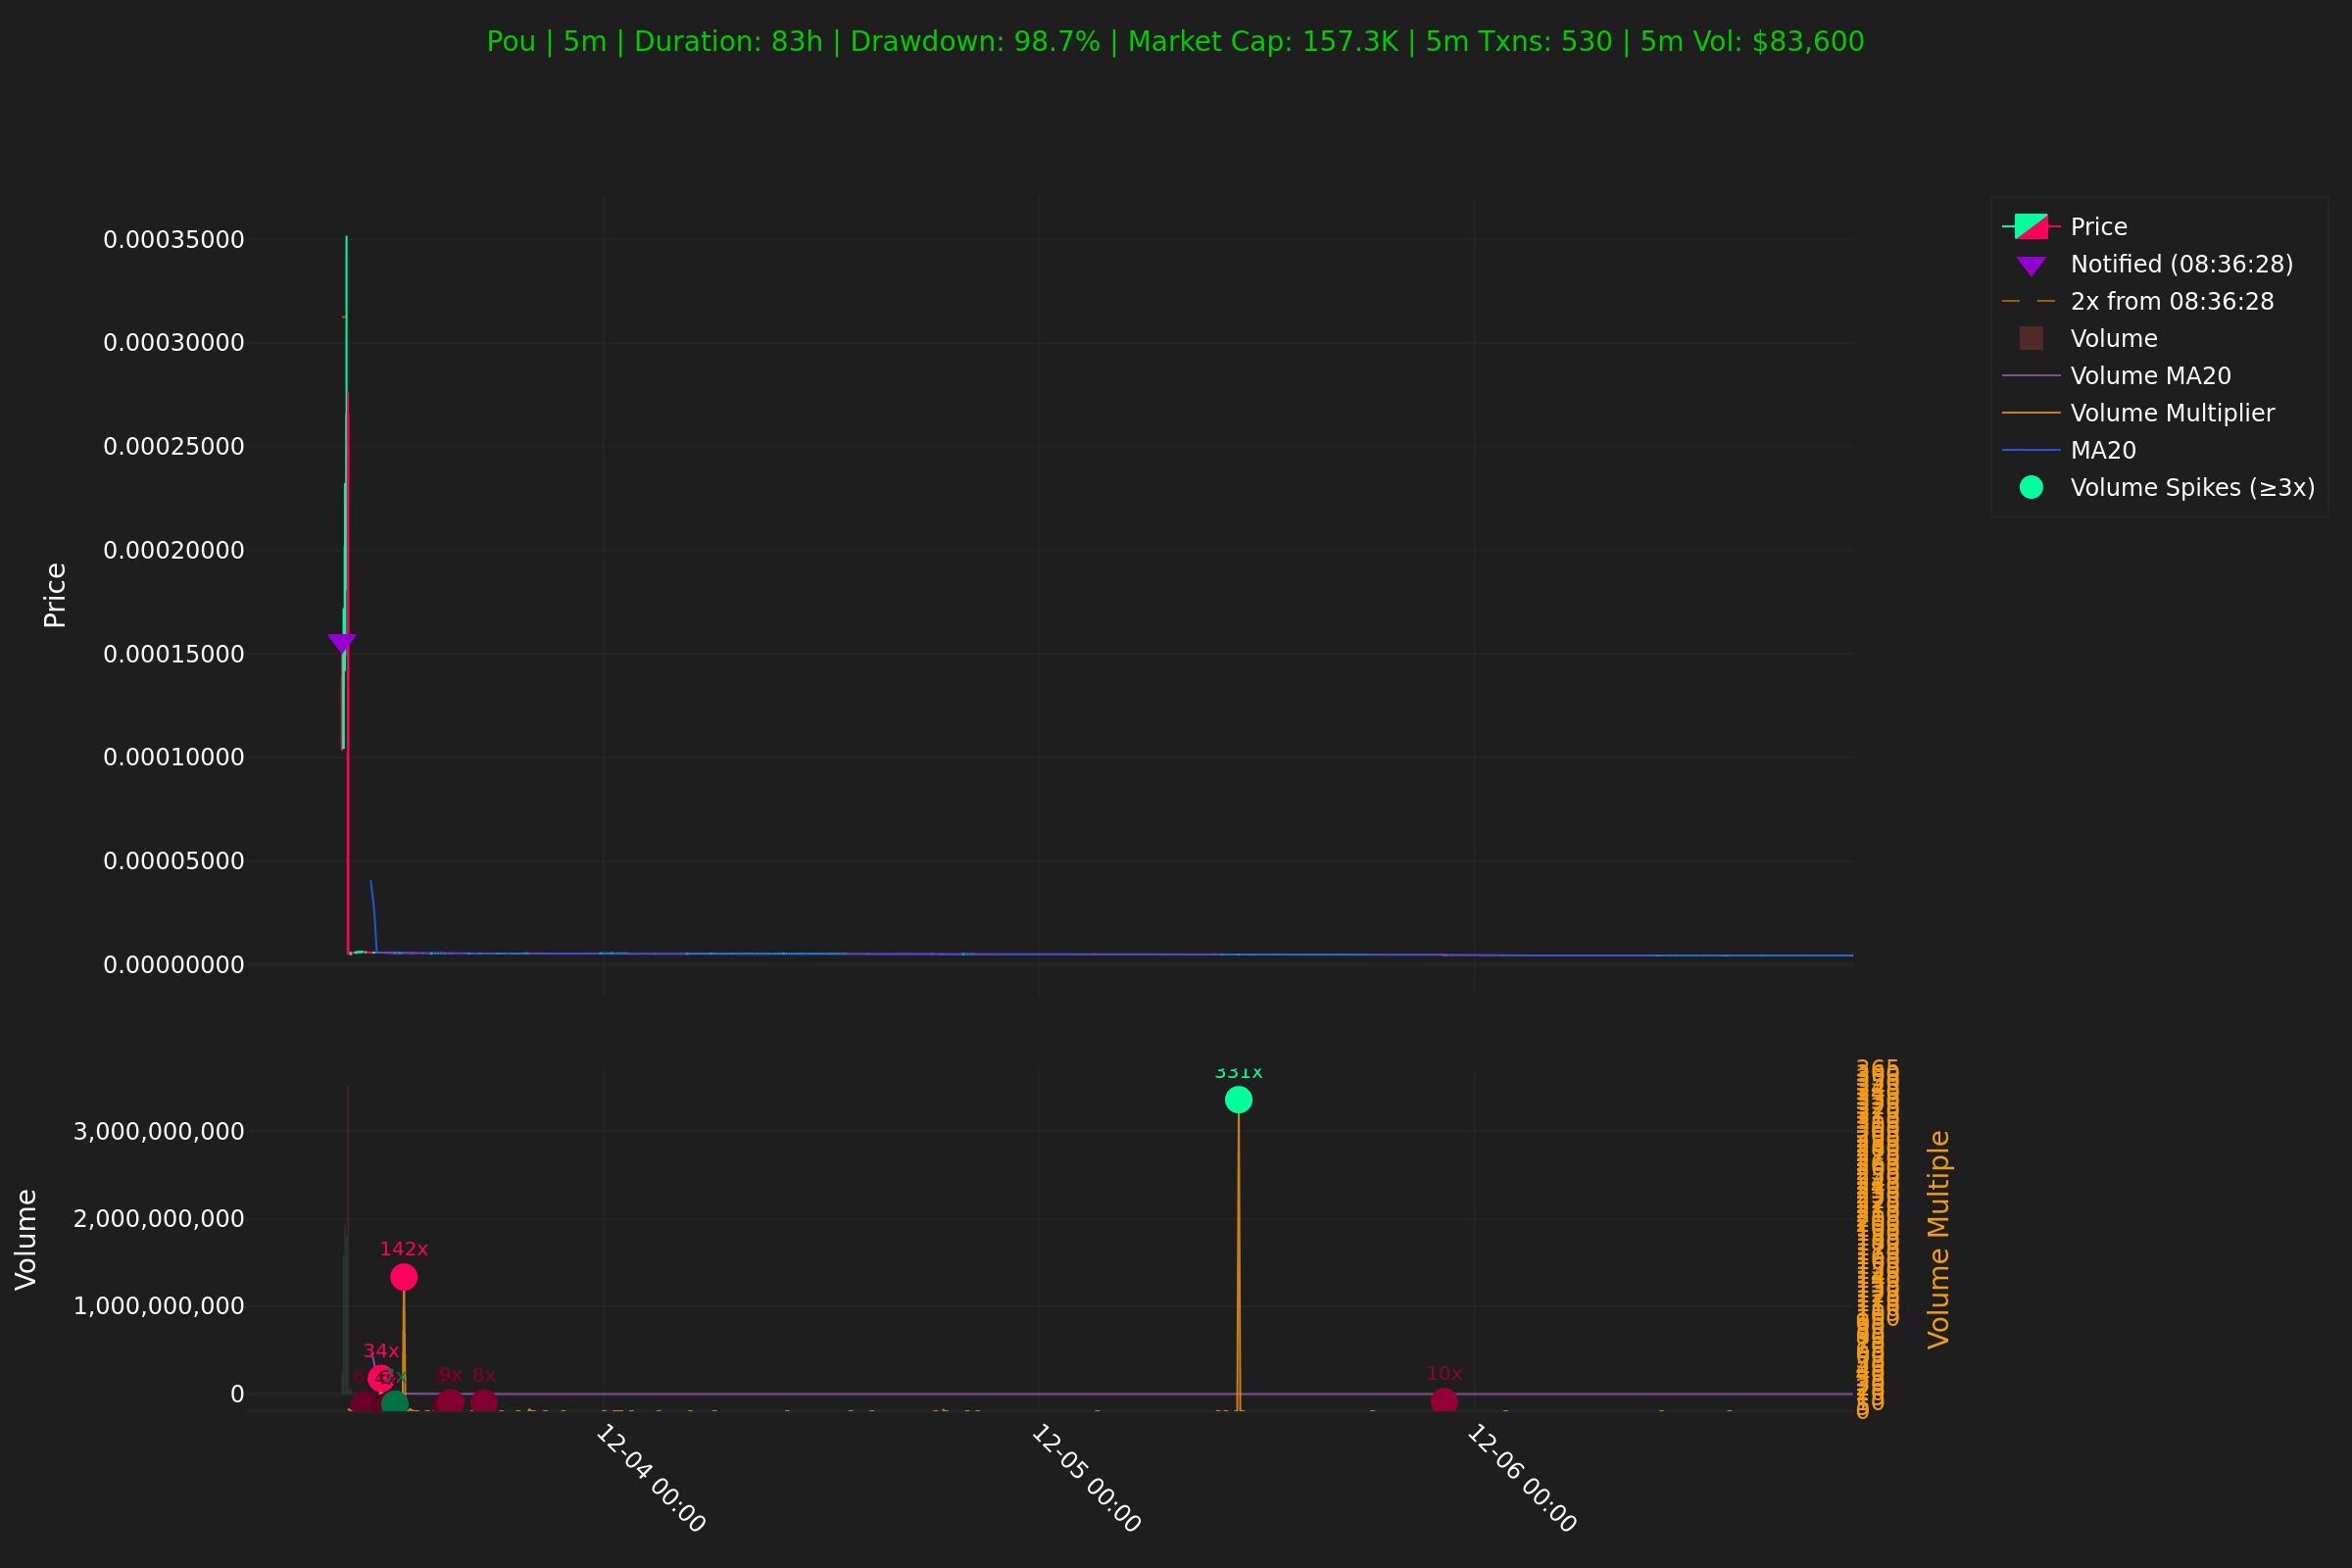 Pou | 5m | Duration: 83h | Drawdown: 98.7% | Market Cap: 157.3K | 5m Txns: 530 | 5m Vol: $83,600
Price
Notified (08:36:28)
2x from 08:36:28
Volume
Volume MA20
Volume Multiplier
MA20
Volume Spikes (≥3x)
Price
0.00035000
0.00030000
0.00025000
0.00020000
0.00015000
0.00010000
0.00005000
0.00000000
Volume
3,000,000,000
2,000,000,000
1,000,000,000
0
331x
142x
34x
9x
8x
10x
Volume Multiple
12-04 00:00
12-05 00:00
12-06 00:00